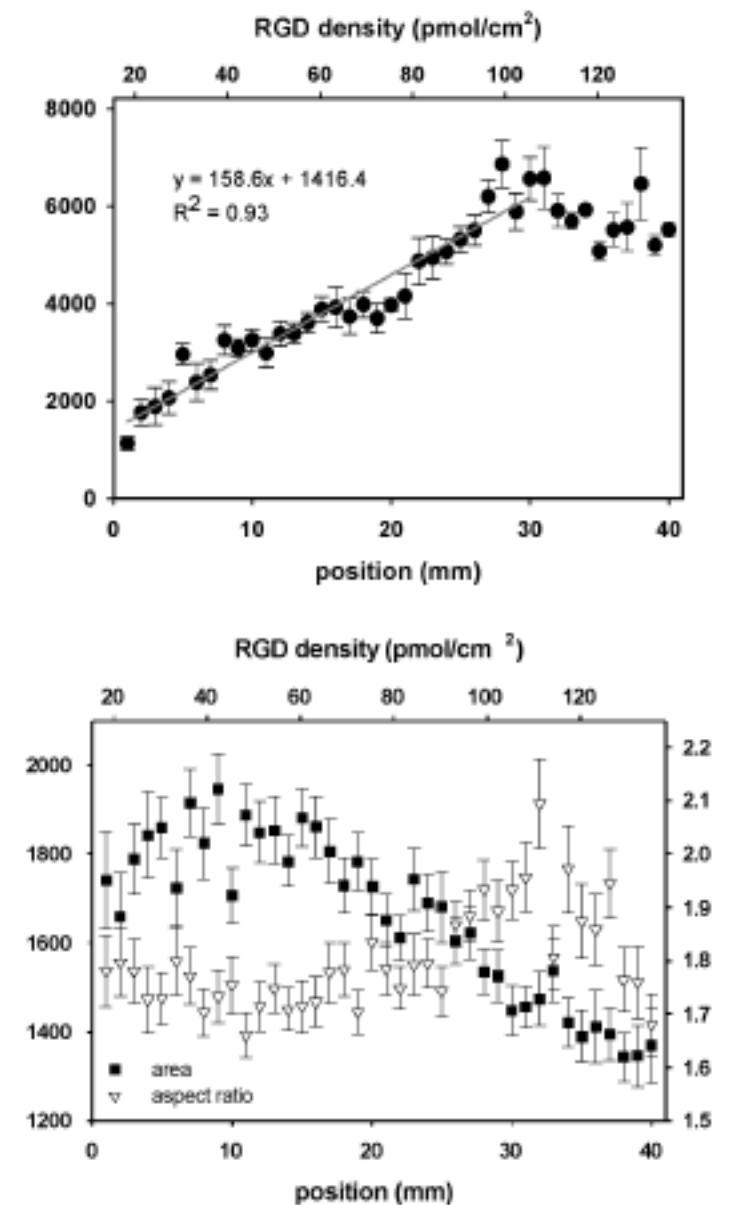 RGD density (pmol/cm2)
20 40 60 80 100 120
8000
y = 158.6x + 1416.4
R2 = 0.93
6000
4000
2000
0
0 10 20 30 40
position (mm)
RGD density (pmol/cm 2)
20 40 60 80 100 120
2000 2.2
2.1
1800 2.0
1.9
1600 1.8
1.7
1400 1.6
area
aspect ratio
1200 1.5
0 10 20 30 40
position (mm)